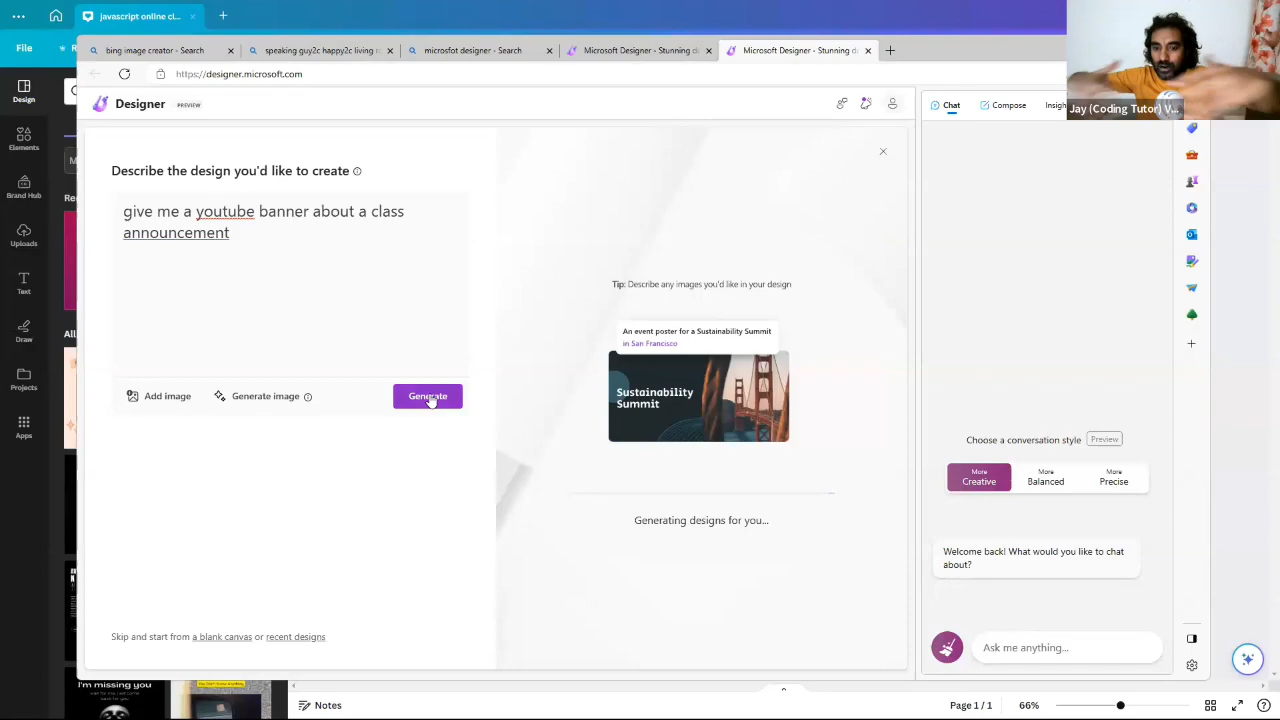 javascript online cl...
File
bing image creator - Search
speaking guy2c happy2c living ro
microsfot designer - Search
Microsoft Designer - Stunning da
Microsoft Designer - Stunning da
https://designer.microsoft.com
Design
Elements
Brand Hub
Uploads
Text
Draw
Projects
Apps
Designer
PREVIEW
Describe the design you'd like to create
give me a youtube banner about a class
announcement
Add image
Generate image
Generate
Skip and start from a blank canvas or recent designs
Tip: Describe any images you'd like in your design
An event poster for a Sustainability Summit
in San Francisco
Sustainability
Summit
Generating designs for you...
Chat
Compose
Insigh
Jay (Coding Tutor) V...
Choose a conversation style
Preview
More
Creative
More
Balanced
More
Precise
Welcome back! What would you like to chat
about?
Ask me anything...
I'm missing you
Notes
Page 1 / 1
66%